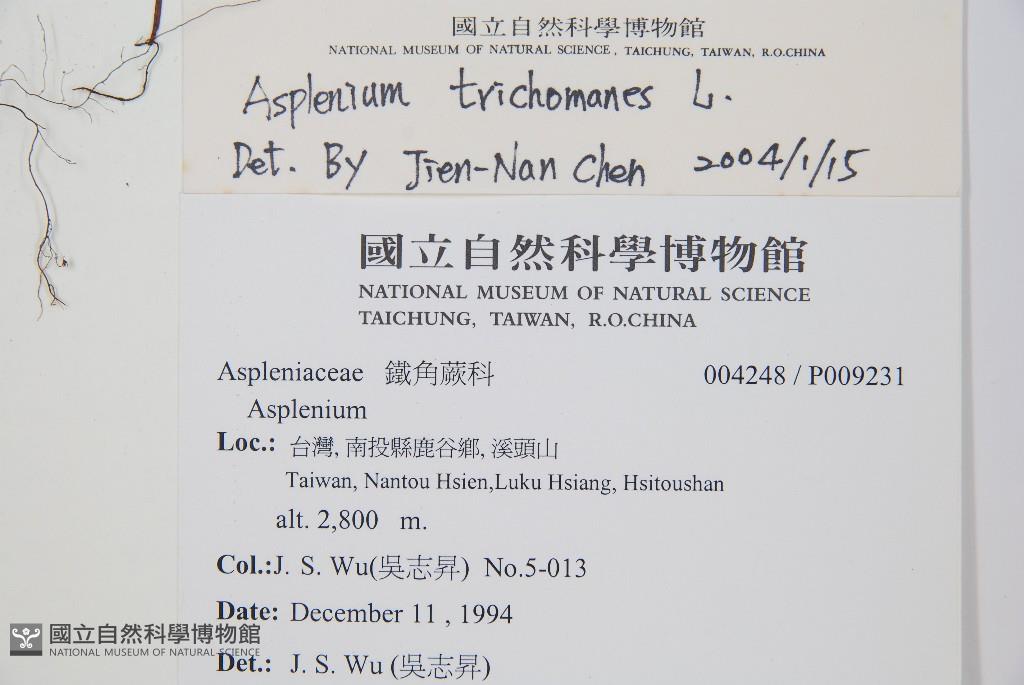 國立自然科學博物館
NATIONAL MUSEUM OF NATURAL SCIENCE, TAICHUNG, TAIWAN, R.O.CHINA
Asplenium trichomanes L.
Det. By Jien-Nan Chen 2004/1/15
國立自然科學博物館
NATIONAL MUSEUM OF NATURAL SCIENCE
TAICHUNG, TAIWAN, R.O.CHINA
Aspleniaceae 鐵角蕨科 004248 / P009231
Asplenium
Loc.: 台灣, 南投縣鹿谷鄉, 溪頭山
Taiwan, Nantou Hsien,Luku Hsiang, Hsitoushan
alt. 2,800 m.
Col.:J. S. Wu(吳志昇) No.5-013
Date: December 11 , 1994
Det.: J. S. Wu (吳志昇)
國立自然科學博物館
NATIONAL MUSEUM OF NATURAL SCIENCE